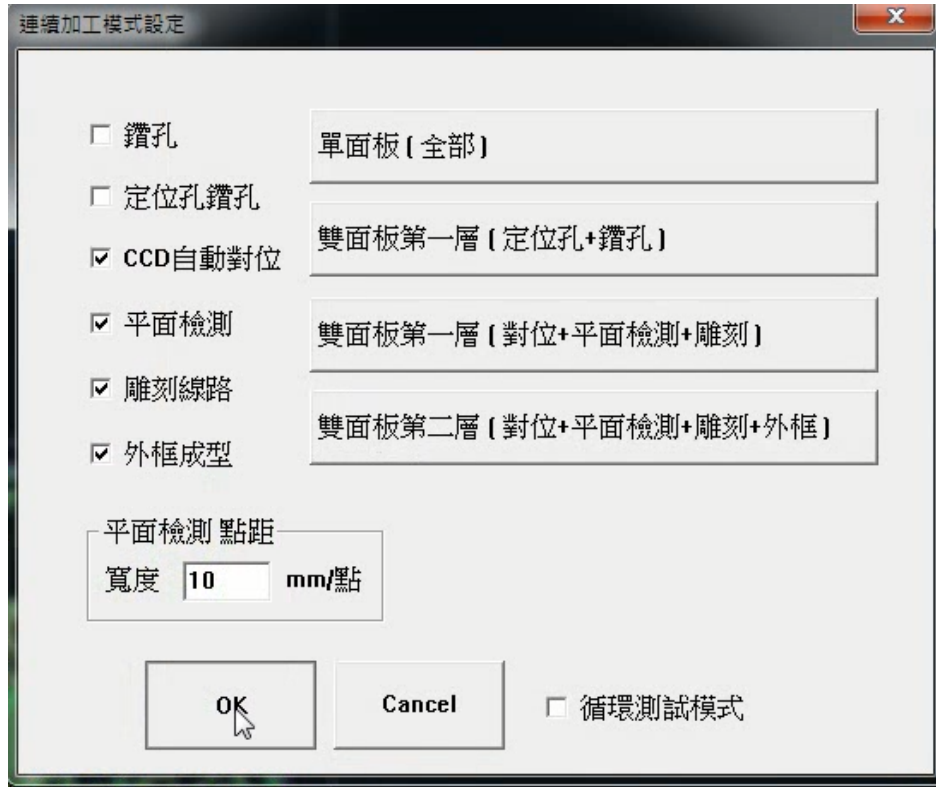 連續加工模式設定
鑽孔
定位孔鑽孔
CCD自動對位
平面檢測
雕刻線路
外框成型
單面板 ( 全部 )
雙面板第一層 ( 定位孔+鑽孔 )
雙面板第一層 ( 對位+平面檢測+雕刻 )
雙面板第二層 ( 對位+平面檢測+雕刻+外框 )
平面檢測 點距
寬度 10 mm/點
OK
Cancel
循環測試模式